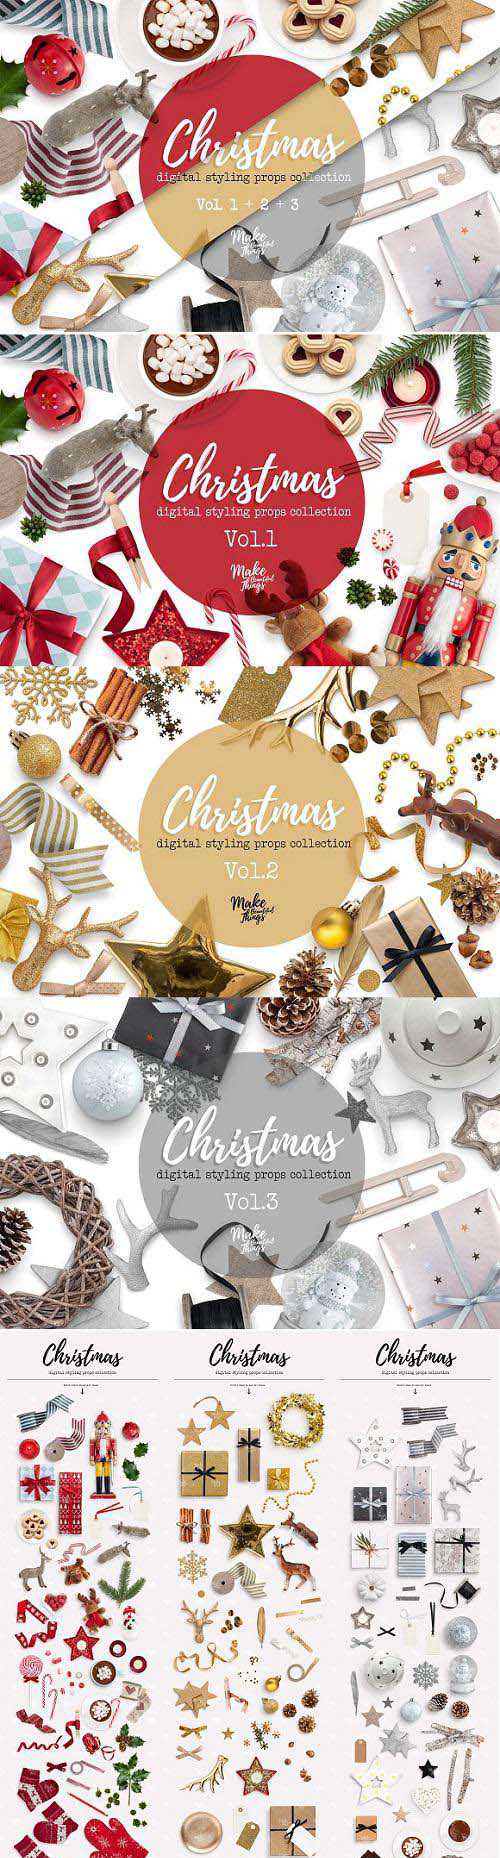 Christmas
digital styling props collection
Vol. 1 + 2 + 3
Make
Beautiful
Things
Christmas
digital styling props collection
Vol.1
Make
Beautiful
Things
Christmas
digital styling props collection
Vol.2
Make
Beautiful
Things
Christmas
digital styling props collection
Vol.3
Make
Beautiful
Things
Christmas
digital styling props collection
Christmas
digital styling props collection
Christmas
digital styling props collection